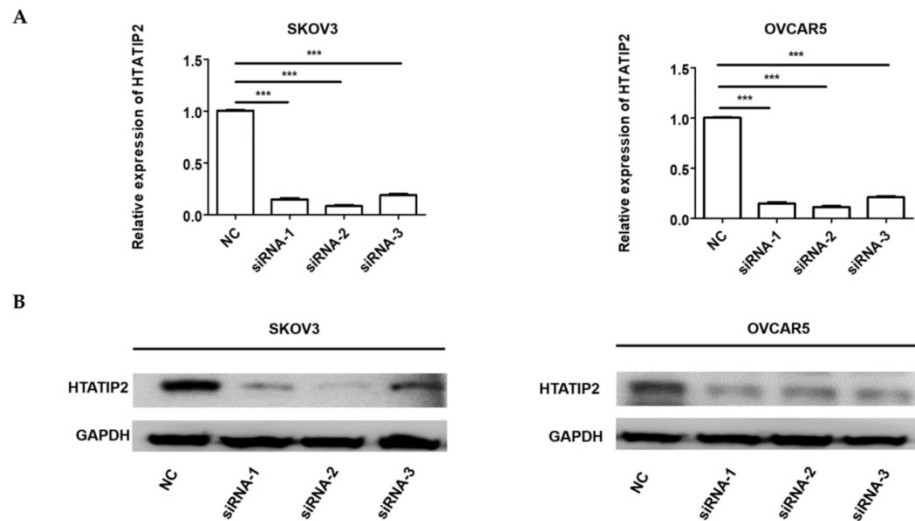 A
SKOV3
Relative expression of HTATIP2
1.5
1.0
0.5
0.0
***
***
***
NC
siRNA-1
siRNA-2
siRNA-3
OVCAR5
Relative expression of HTATIP2
1.5
1.0
0.5
0.0
***
***
***
NC
siRNA-1
siRNA-2
siRNA-3
B
SKOV3
HTATIP2
GAPDH
NC
siRNA-1
siRNA-2
siRNA-3
OVCAR5
HTATIP2
GAPDH
NC
siRNA-1
siRNA-2
siRNA-3